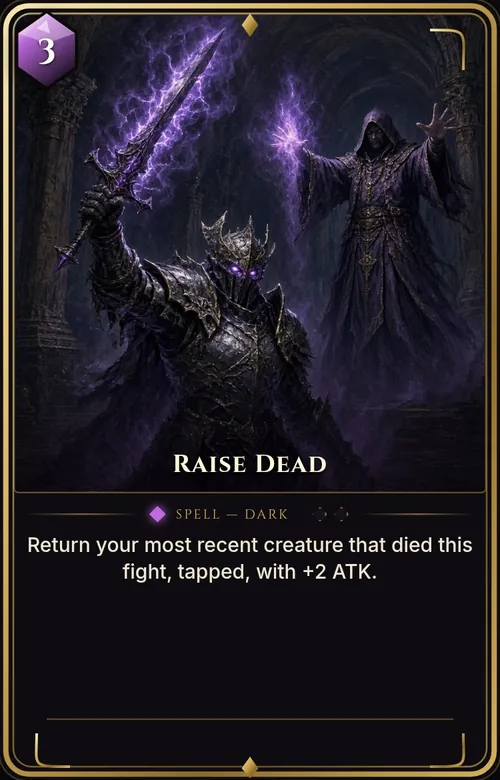 3
Raise Dead
SPELL — DARK
Return your most recent creature that died this
fight, tapped, with +2 ATK.